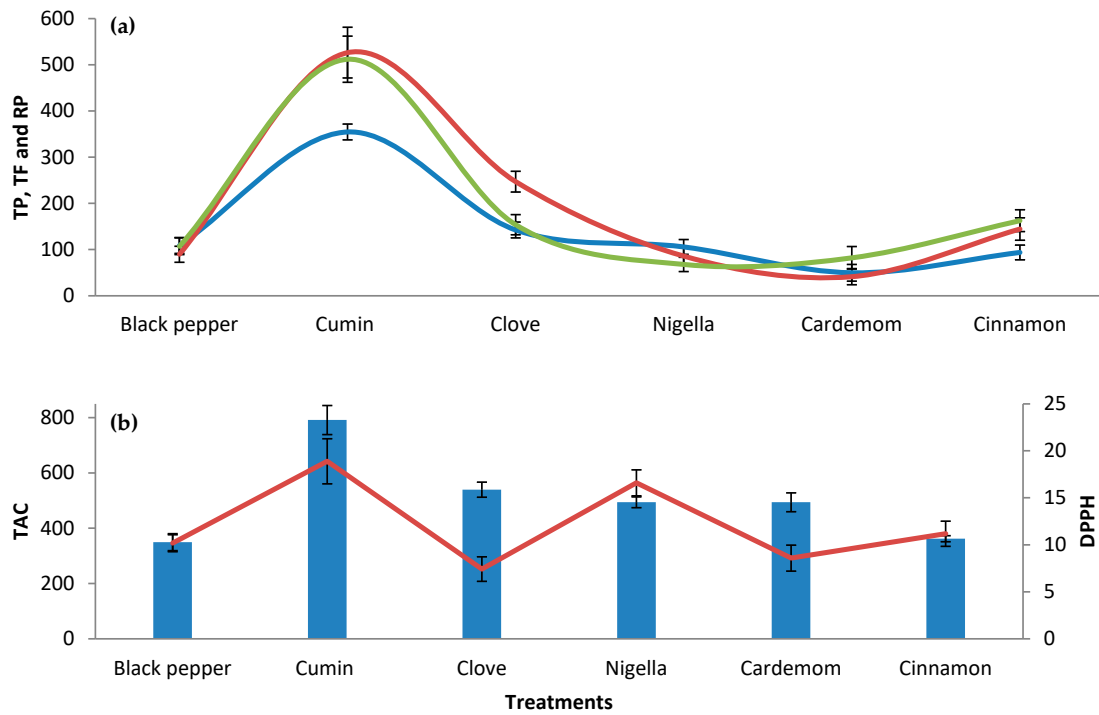 (a)
TP, TF and RP
600
500
400
300
200
100
0
Black pepper
Cumin
Clove
Nigella
Cardemom
Cinnamon
(b)
TAC
800
600
400
200
0
25
20
15
10
5
0
DPPH
Black pepper
Cumin
Clove
Nigella
Cardemom
Cinnamon
Treatments